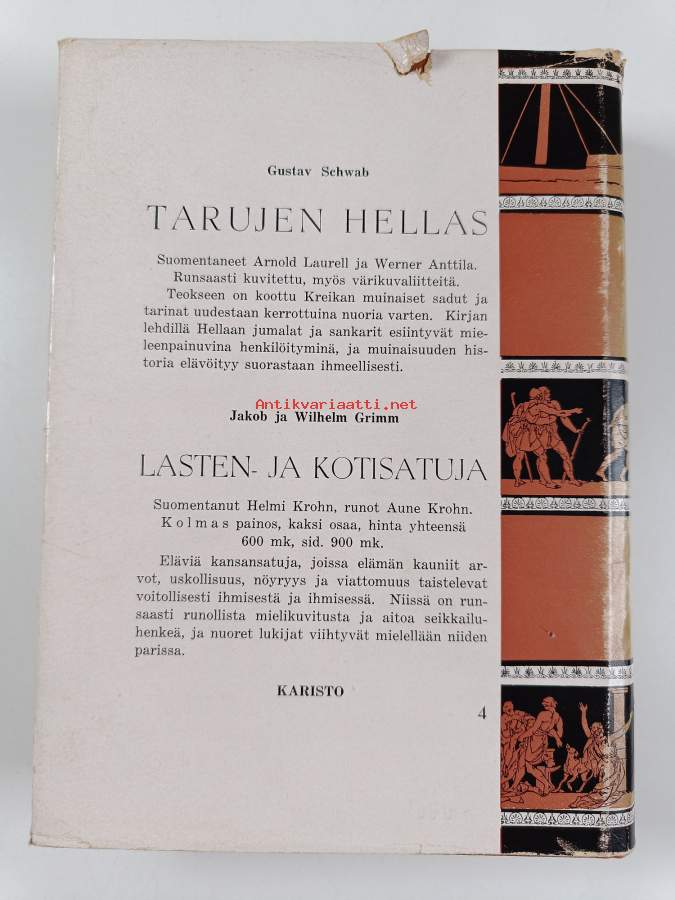 Gustav Schwab
TARUJEN HELLAS
Suomentaneet Arnold Laurell ja Werner Anttila.
Runsaasti kuvitettu, myös värikuvaliitteitä.
Teokseen on koottu Kreikan muinaiset sadut ja
tarinat uudestaan kerrottuina nuoria varten. Kirjan
lehdillä Hellaan jumalat ja sankarit esiintyvät mie-
leenpainuvina henkilöityminä, ja muinaisuuden his-
toria elävöityy suorastaan ihmeellisesti.
Antikvariaatti.net
Jakob ja Wilhelm Grimm
LASTEN- JA KOTISATUJA
Suomentanut Helmi Krohn, runot Aune Krohn.
Kolmas painos, kaksi osaa, hinta yhteensä
600 mk, sid. 900 mk.
Eläviä kansansatuja, joissa elämän kauniit ar-
vot, uskollisuus, nöyryys ja viattomuus taistelevat
voitollisesti ihmisestä ja ihmisessä. Niissä on run-
saasti runollista mielikuvitusta ja aitoa seikkailu-
henkeä, ja nuoret lukijat viihtyvät mielellään niiden
parissa.
KARISTO
4